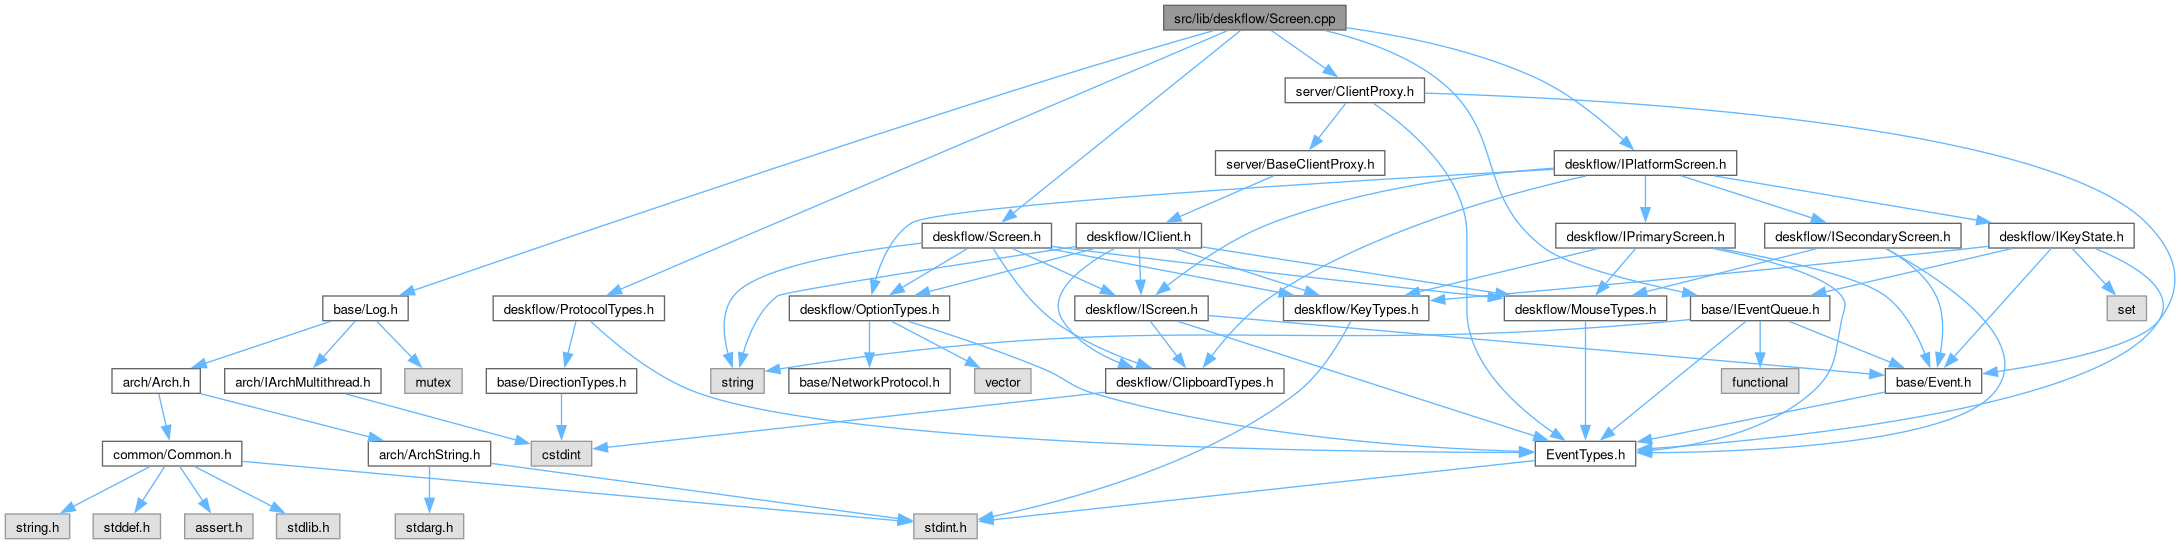 src/lib/deskflow/Screen.cpp
server/ClientProxy.h
server/BaseClientProxy.h
deskflow/IPlatformScreen.h
deskflow/Screen.h
deskflow/IClient.h
deskflow/IPrimaryScreen.h
deskflow/ISecondaryScreen.h
deskflow/IKeyState.h
base/Log.h
deskflow/ProtocolTypes.h
deskflow/OptionTypes.h
deskflow/IScreen.h
deskflow/KeyTypes.h
deskflow/MouseTypes.h
base/IEventQueue.h
set
arch/Arch.h
arch/IArchMultithread.h
mutex
base/DirectionTypes.h
string
base/NetworkProtocol.h
vector
deskflow/ClipboardTypes.h
functional
base/Event.h
common/Common.h
arch/ArchString.h
cstdint
EventTypes.h
string.h
stddef.h
assert.h
stdlib.h
stdarg.h
stdint.h